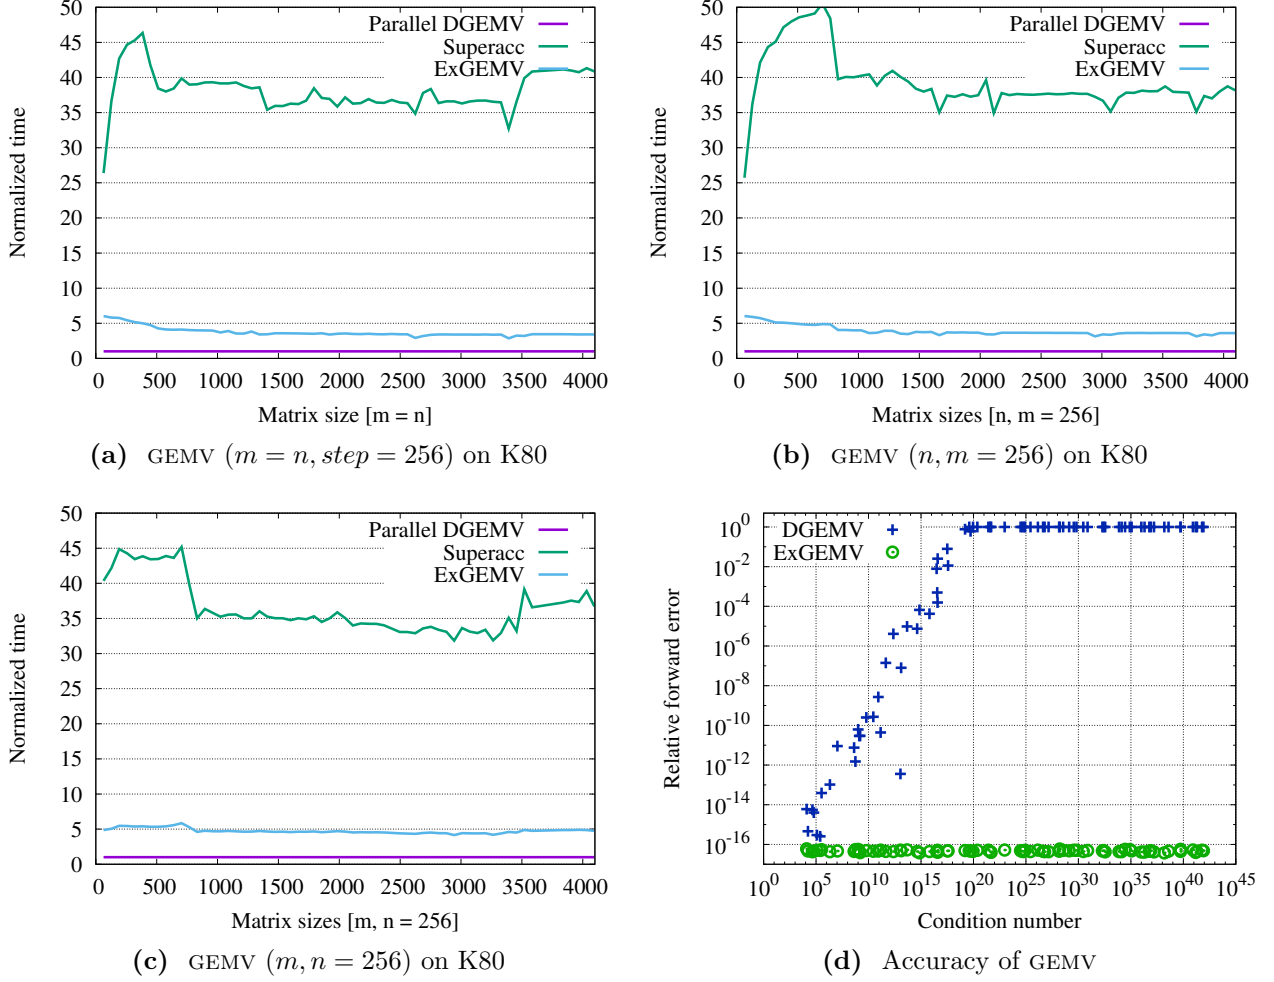 50
45
40
35
30
25
20
15
10
5
0
0 500 1000 1500 2000 2500 3000 3500 4000
Normalized time
Matrix size [m = n]
Parallel DGEMV
Superacc
ExGEMV
(a) GEMV (m = n, step = 256) on K80
50
45
40
35
30
25
20
15
10
5
0
0 500 1000 1500 2000 2500 3000 3500 4000
Normalized time
Matrix sizes [n, m = 256]
Parallel DGEMV
Superacc
ExGEMV
(b) GEMV (n, m = 256) on K80
50
45
40
35
30
25
20
15
10
5
0
0 500 1000 1500 2000 2500 3000 3500 4000
Normalized time
Matrix sizes [m, n = 256]
Parallel DGEMV
Superacc
ExGEMV
(c) GEMV (m, n = 256) on K80
10^0
10^-2
10^-4
10^-6
10^-8
10^-10
10^-12
10^-14
10^-16
10^0 10^5 10^10 10^15 10^20 10^25 10^30 10^35 10^40 10^45
Relative forward error
Condition number
DGEMV
ExGEMV
(d) Accuracy of GEMV